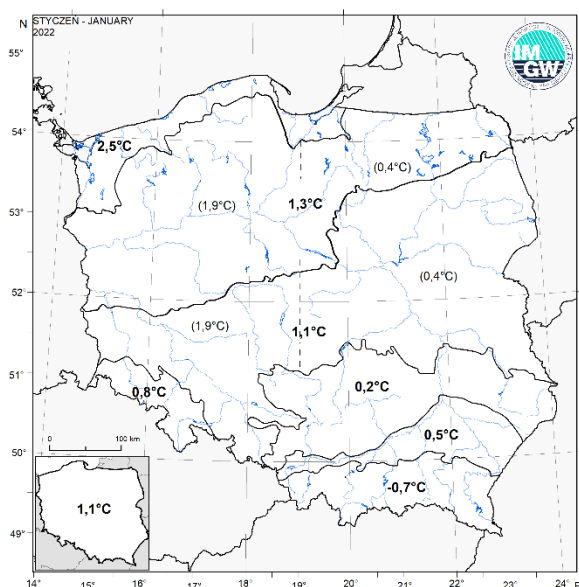 N
STYCZEŃ - JANUARY
2022
IM
GW
55°
54°
2,5°C
(0,4°C)
53°
(1,9°C)
1,3°C
(0,4°C)
52°
(1,9°C)
1,1°C
51°
0,8°C
0,2°C
0 100 km
0,5°C
50°
-0,7°C
1,1°C
49°
14° 15° 16° 17° 18° 19° 20° 21° 22° 23° 24° E